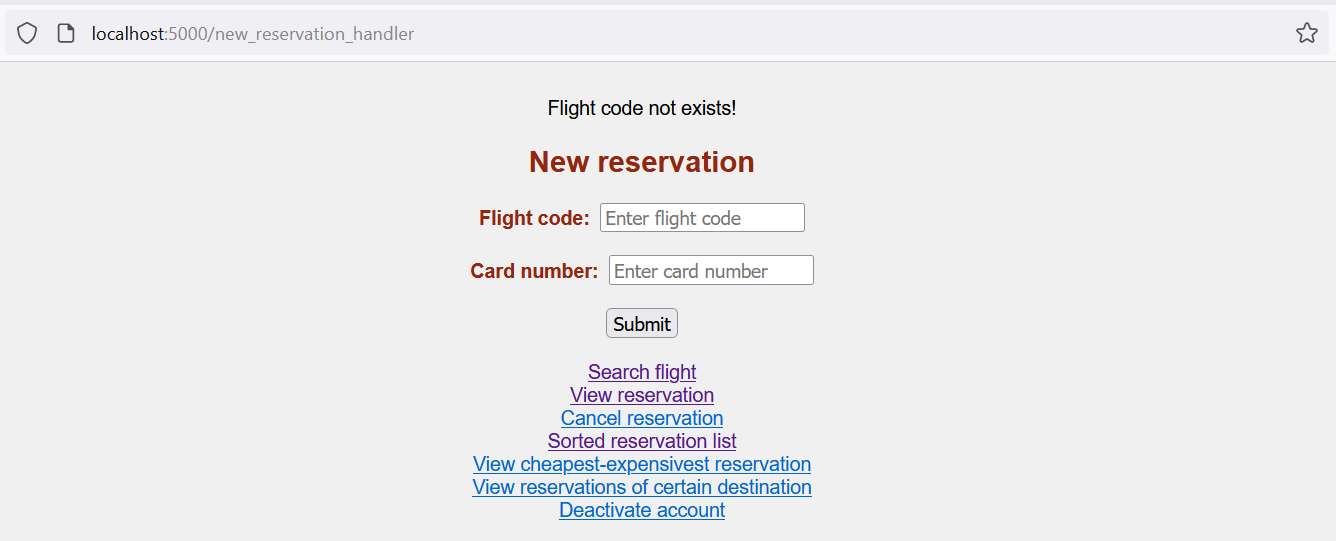 localhost:5000/new_reservation_handler
Flight code not exists!
New reservation
Flight code: Enter flight code
Card number: Enter card number
Submit
Search flight
View reservation
Cancel reservation
Sorted reservation list
View cheapest-expensivest reservation
View reservations of certain destination
Deactivate account